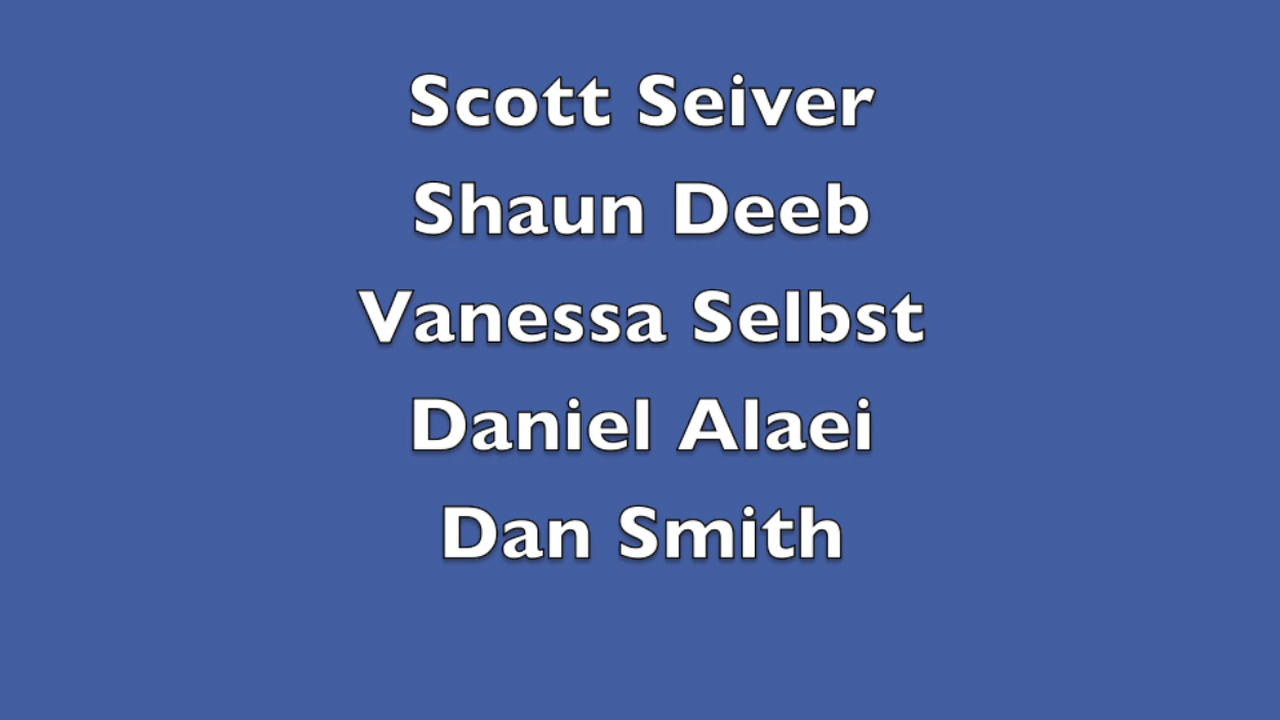 Scott Seiver
Shaun Deeb
Vanessa Selbst
Daniel Alaei
Dan Smith